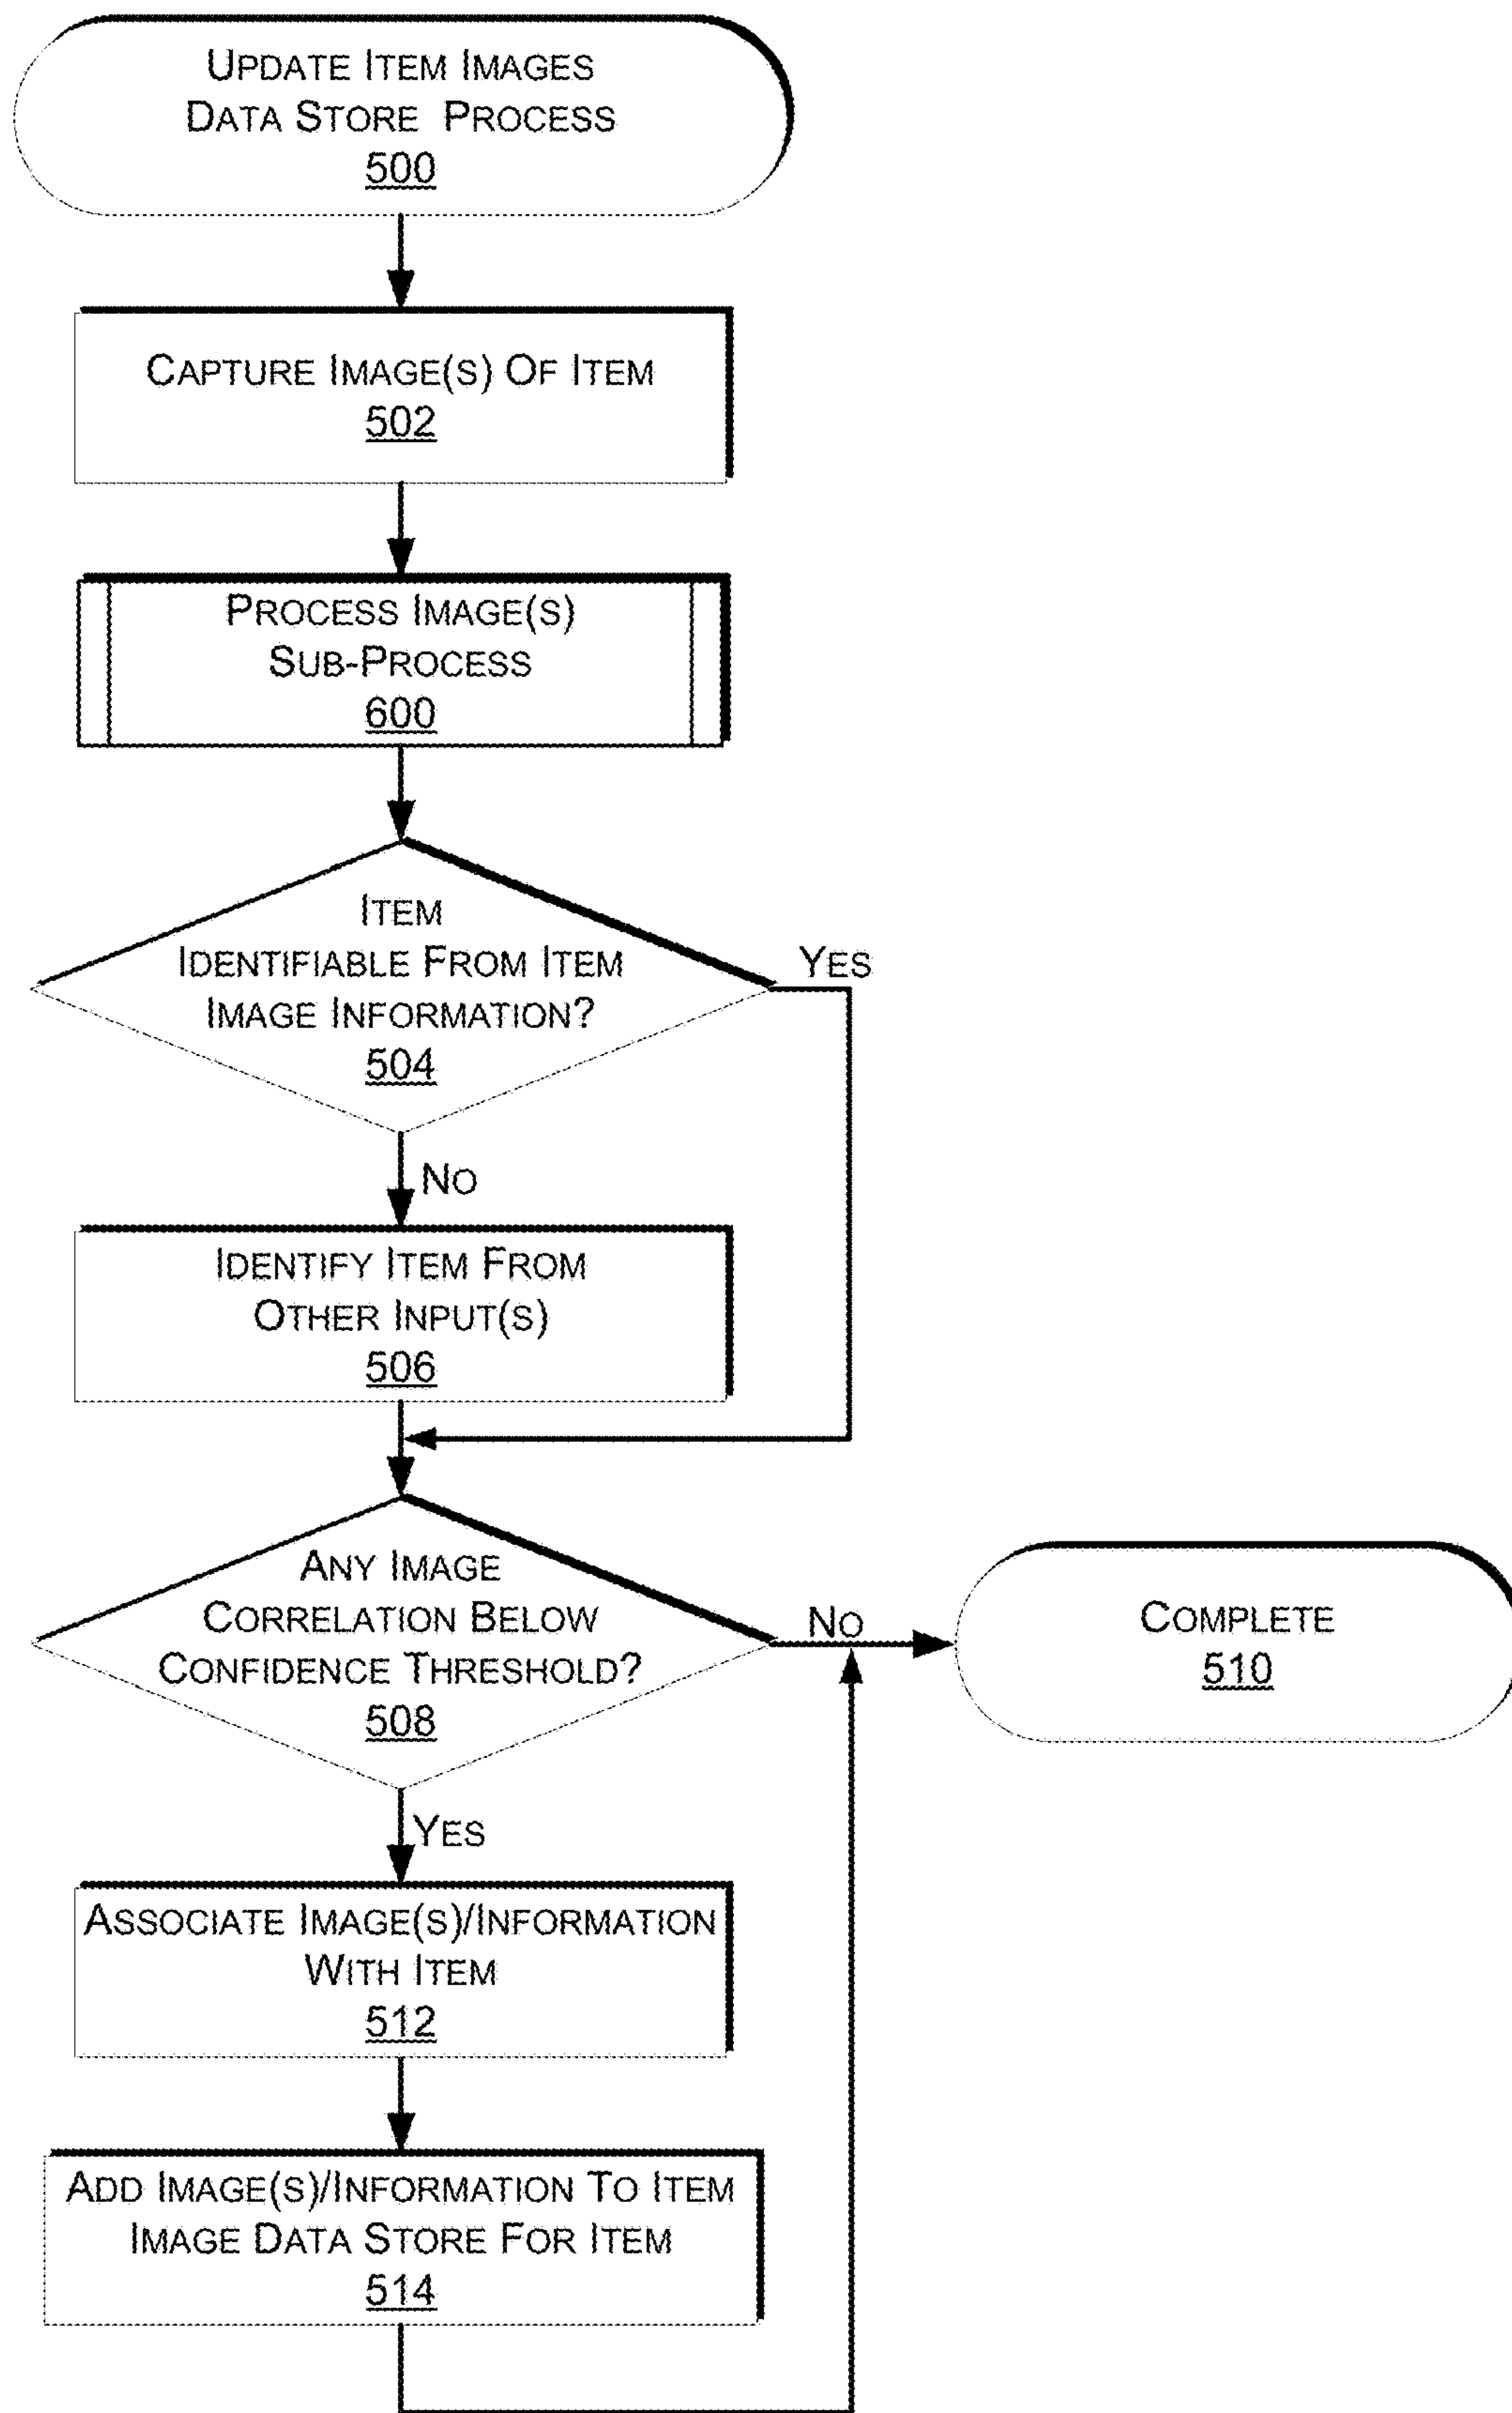 UPDATE ITEM IMAGES
DATA STORE PROCESS
500
CAPTURE IMAGE(S) OF ITEM
502
PROCESS IMAGE(S)
SUB-PROCESS
600
ITEM
IDENTIFIABLE FROM ITEM
IMAGE INFORMATION?
504
YES
NO
IDENTIFY ITEM FROM
OTHER INPUT(S)
506
ANY IMAGE
CORRELATION BELOW
CONFIDENCE THRESHOLD?
508
NO
COMPLETE
510
YES
ASSOCIATE IMAGE(S)/INFORMATION
WITH ITEM
512
ADD IMAGE(S)/INFORMATION TO ITEM
IMAGE DATA STORE FOR ITEM
514